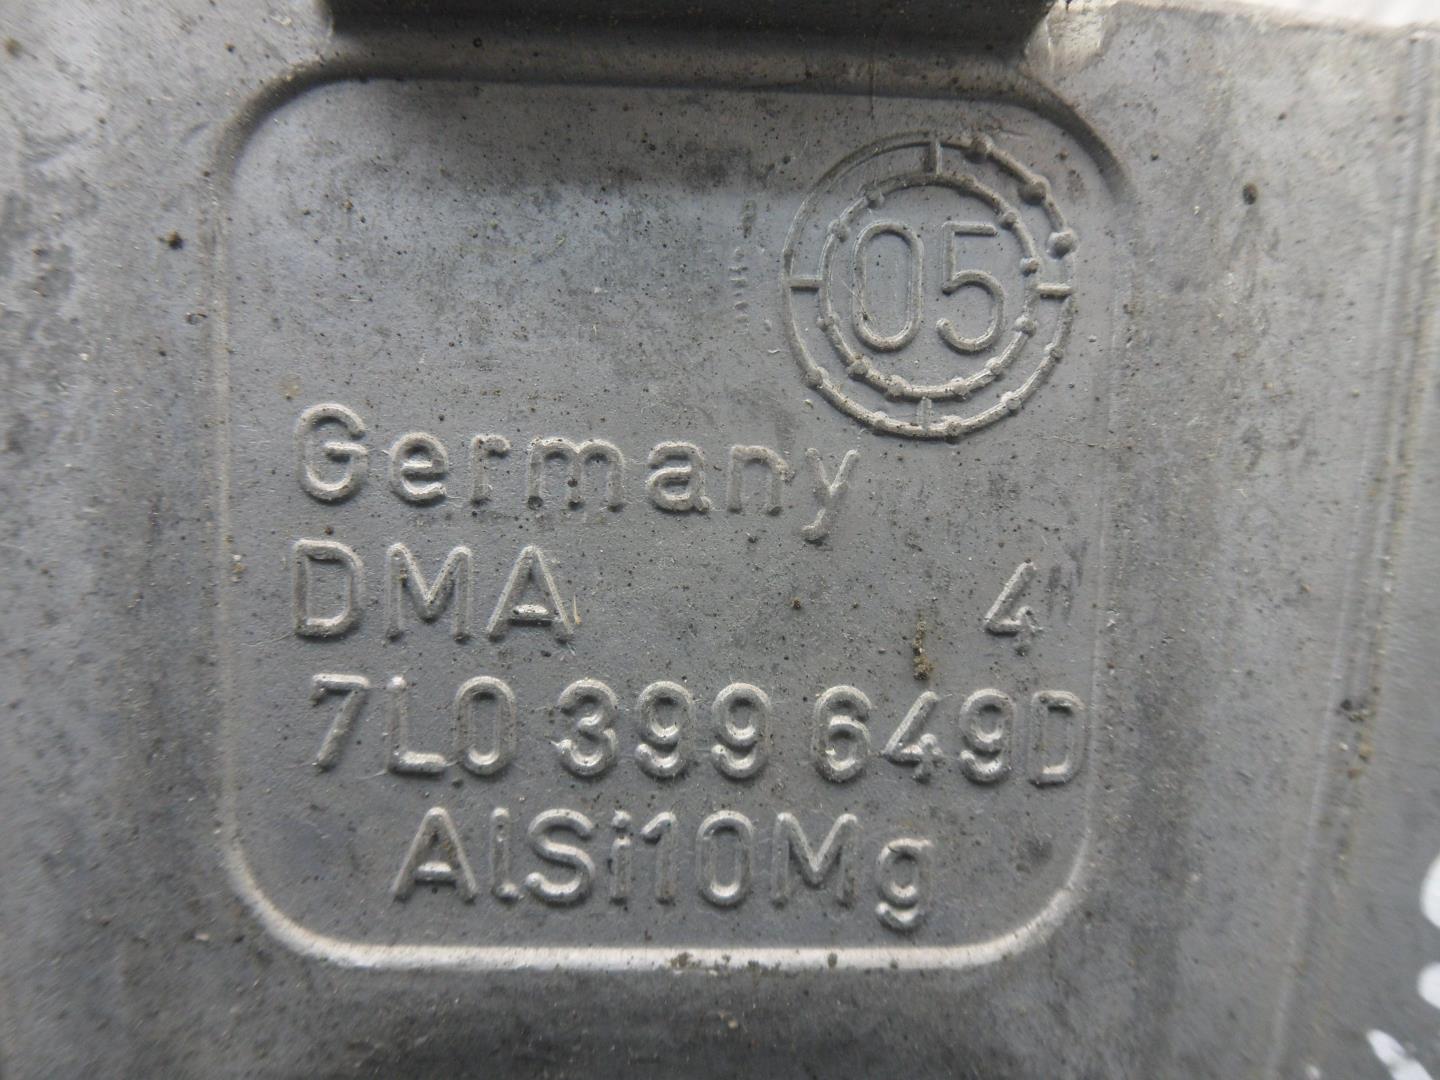 05
Germany
DMA 4
7L0 399 649D
AlSi10Mg